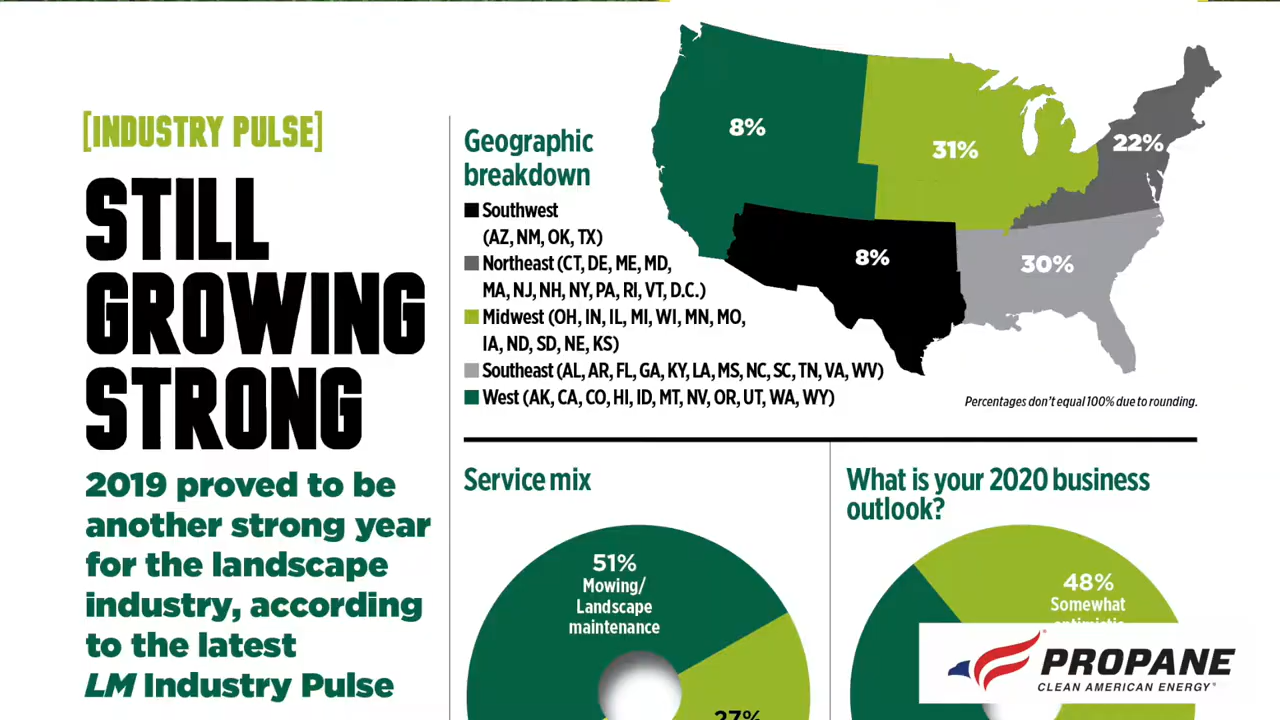 [INDUSTRY PULSE]
STILL
GROWING
STRONG
2019 proved to be
another strong year
for the landscape
industry, according
to the latest
LM Industry Pulse
Geographic
breakdown
Southwest
(AZ, NM, OK, TX)
Northeast (CT, DE, ME, MD,
MA, NJ, NH, NY, PA, RI, VT, D.C.)
Midwest (OH, IN, IL, MI, WI, MN, MO,
IA, ND, SD, NE, KS)
Southeast (AL, AR, FL, GA, KY, LA, MS, NC, SC, TN, VA, WV)
West (AK, CA, CO, HI, ID, MT, NV, OR, UT, WA, WY)
8%
31%
22%
8%
30%
Percentages don't equal 100% due to rounding.
Service mix
51%
Mowing/
Landscape
maintenance
27%
What is your 2020 business
outlook?
48%
Somewhat
PROPANE
CLEAN AMERICAN ENERGY®